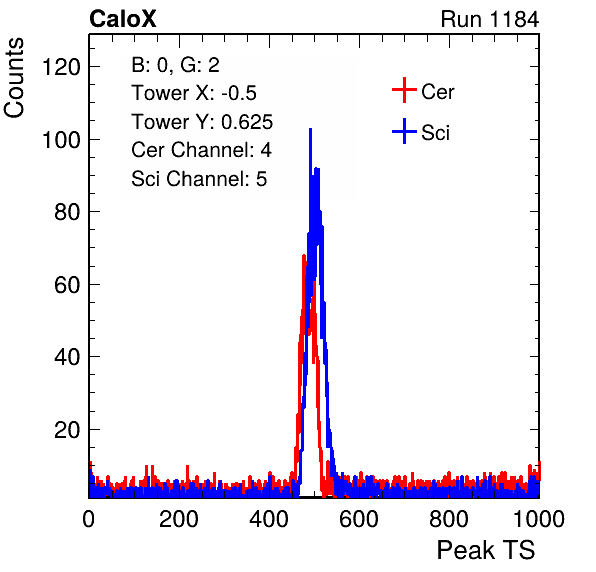 CaloX Run 1184
Counts
B: 0, G: 2
Tower X: -0.5
Tower Y: 0.625
Cer Channel: 4
Sci Channel: 5
Cer
Sci
120
100
80
60
40
20
0 200 400 600 800 1000
Peak TS